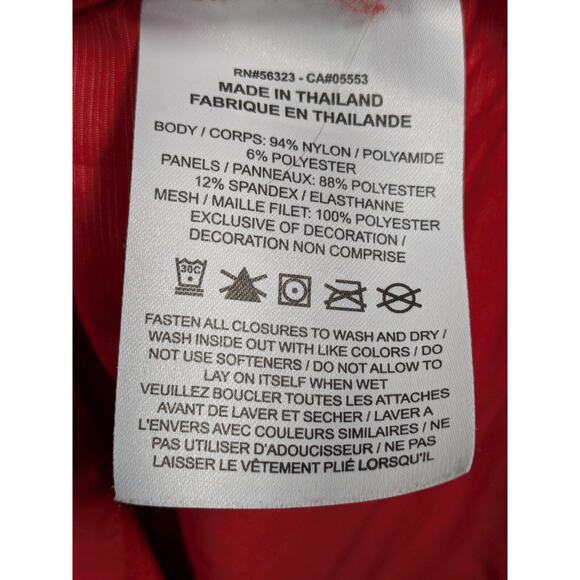 RN#56323 - CA#05553
MADE IN THAILAND
FABRIQUE EN THAILANDE
BODY / CORPS: 94% NYLON / POLYAMIDE
6% POLYESTER
PANELS / PANNEAUX: 88% POLYESTER
12% SPANDEX / ELASTHANNE
MESH / MAILLE FILET: 100% POLYESTER
EXCLUSIVE OF DECORATION /
DECORATION NON COMPRISE
30C
FASTEN ALL CLOSURES TO WASH AND DRY /
WASH INSIDE OUT WITH LIKE COLORS / DO
NOT USE SOFTENERS / DO NOT ALLOW TO
LAY ON ITSELF WHEN WET
VEUILLEZ BOUCLER TOUTES LES ATTACHES
AVANT DE LAVER ET SECHER / LAVER A
L'ENVERS AVEC COULEURS SIMILAIRES / NE
PAS UTILISER D'ADOUCISSEUR / NE PAS
LAISSER LE VÊTEMENT PLIÉ LORSQU'IL